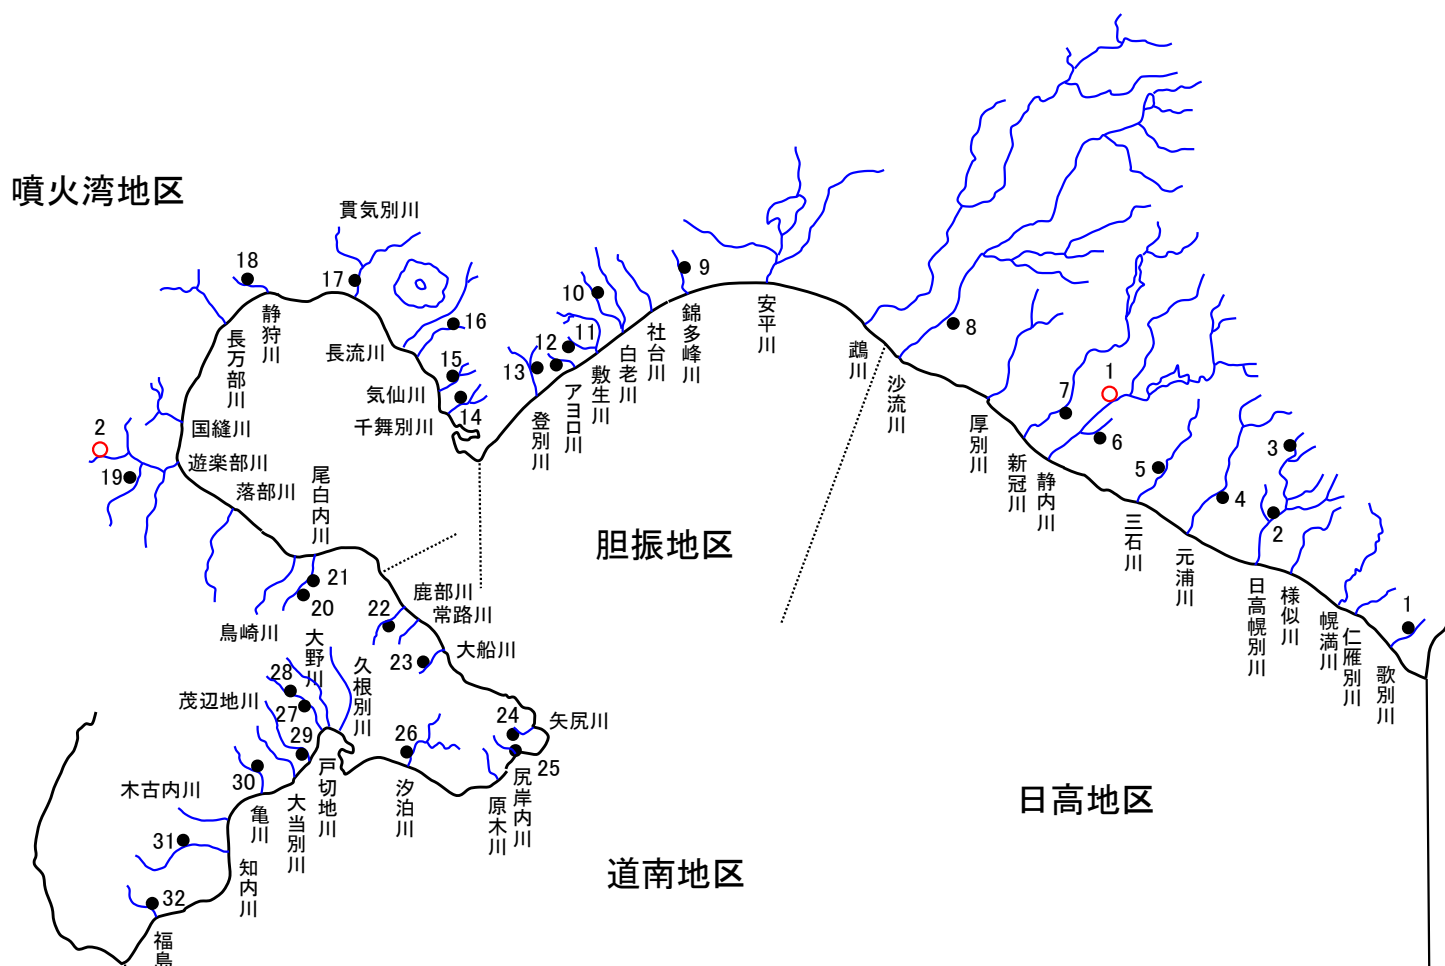 噴火湾地区
貫気別川
18
17
静狩川
長万部川
長流川
16
15
気仙川
千舞別川
14
13
12
11
10
9
登別川
アヨロ川
敷生川
白老川
社台川
錦多峰川
安平川
鵡川
沙流川
8
厚別川
新冠川
静内川
7
1
6
5
三石川
元浦川
4
3
2
日高幌別川
様似川
幌満川
仁雁別川
歌別川
1
国縫川
遊楽部川
2
19
落部川
尾白内川
21
20
鳥崎川
胆振地区
鹿部川
常路川
22
大船川
23
大野川
久根別川
28
27
茂辺地川
29
30
戸切地川
大当別川
亀川
木古内川
31
知内川
32
福島
26
汐泊川
24
矢尻川
25
尻岸内川
原木川
道南地区
日高地区